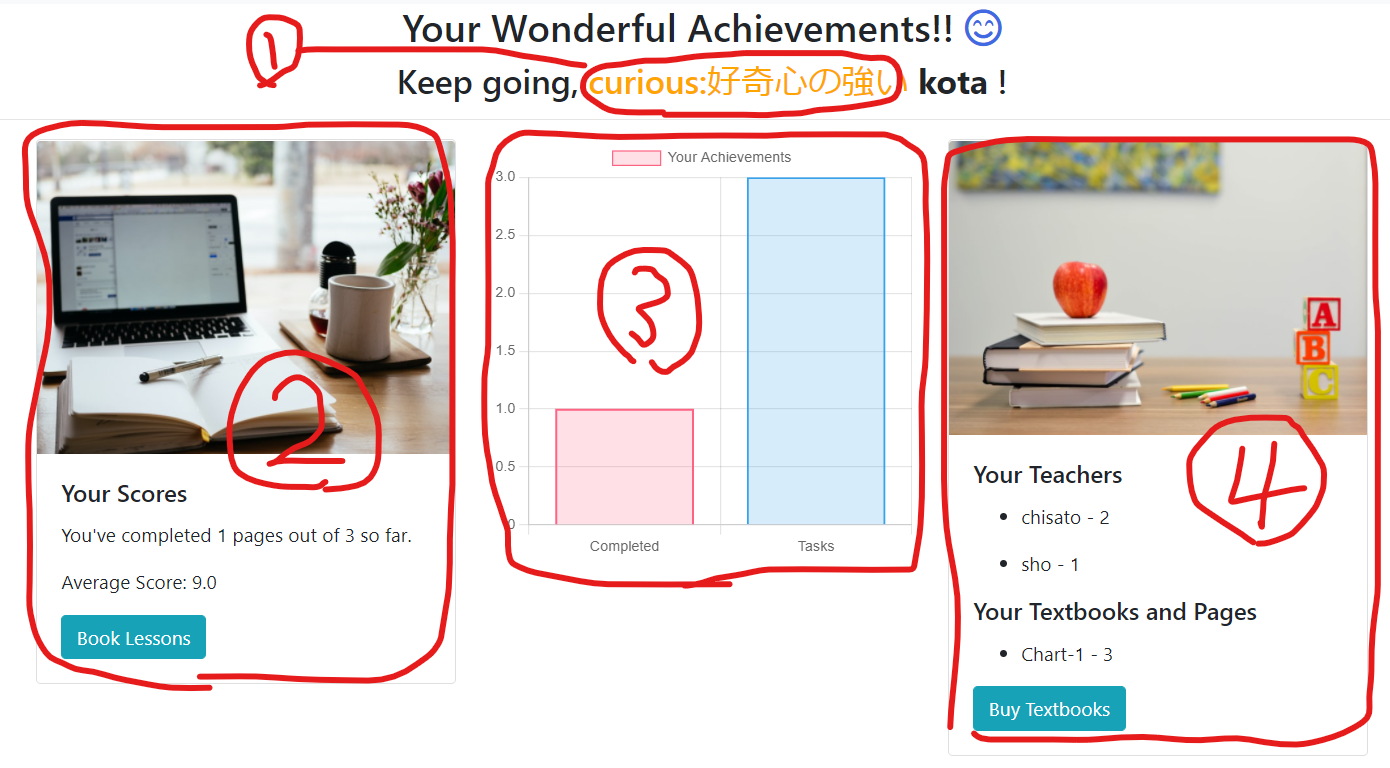 Your Wonderful Achievements!! 😊
1
Keep going, curious:好奇心の強い kota !
2
Your Scores
You've completed 1 pages out of 3 so far.
Average Score: 9.0
Book Lessons
Your Achievements
3.0
2.5
2.0
1.5
1.0
0.5
0
Completed Tasks
3
A
B
C
4
Your Teachers
• chisato - 2
• sho - 1
Your Textbooks and Pages
• Chart-1 - 3
Buy Textbooks